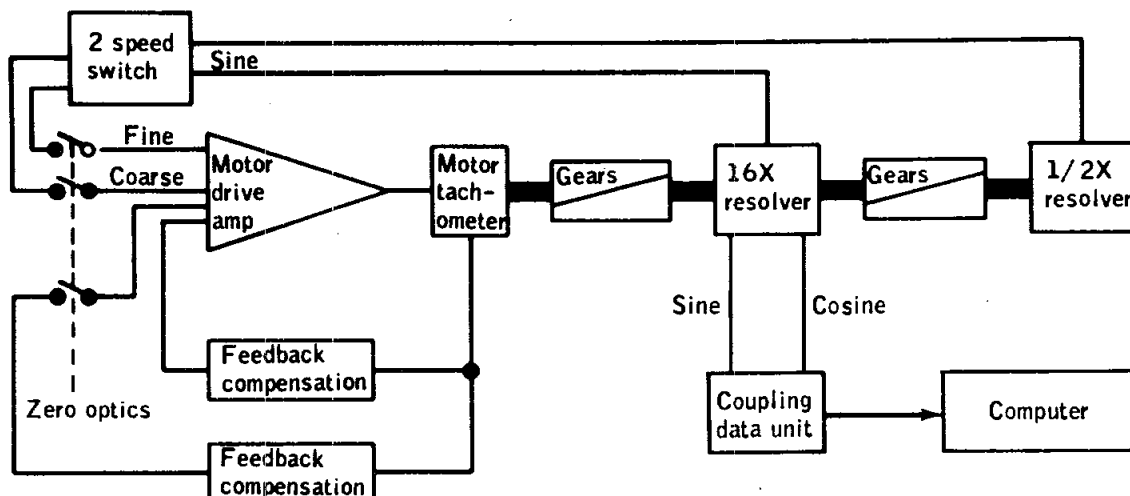 2 speed
switch
Sine
Fine
Coarse
Motor
drive
amp
Motor
tach-
ometer
Gears
16X
resolver
Gears
1/2X
resolver
Sine
Cosine
Feedback
compensation
Zero optics
Coupling
data unit
Computer
Feedback
compensation